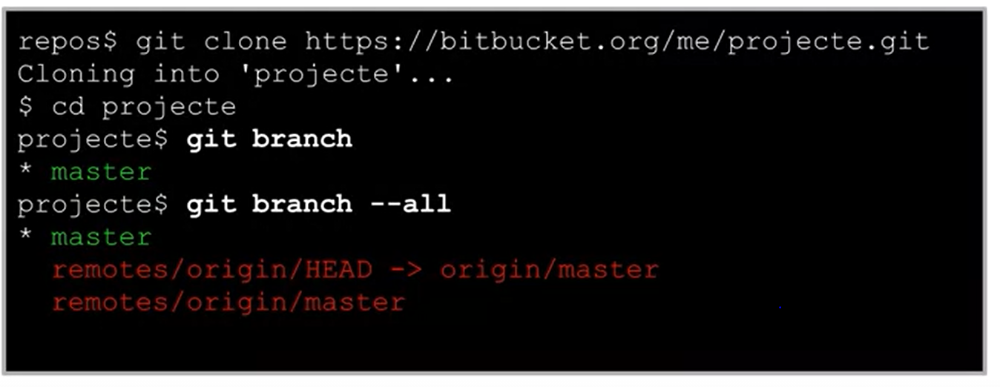 repos$ git clone https://bitbucket.org/me/projecte.git
Cloning into 'projecte'...
$ cd projecte
projecte$ git branch
* master
projecte$ git branch --all
* master
remotes/origin/HEAD -> origin/master
remotes/origin/master